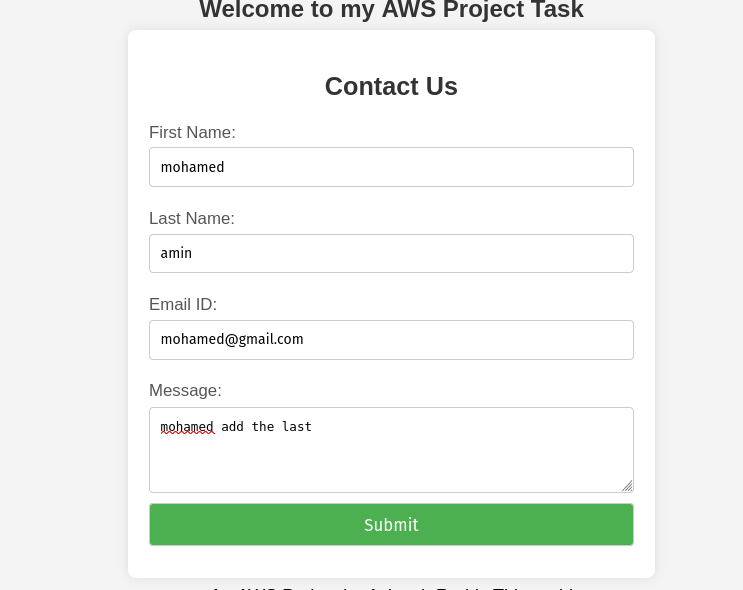 Welcome to my AWS Project Task
Contact Us
First Name:
mohamed
Last Name:
amin
Email ID:
mohamed@gmail.com
Message:
mohamed add the last
Submit